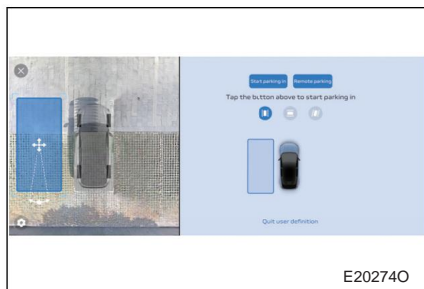 Start parking in Remote parking
Tap the button above to start parking in
Quit user definition
E20274O